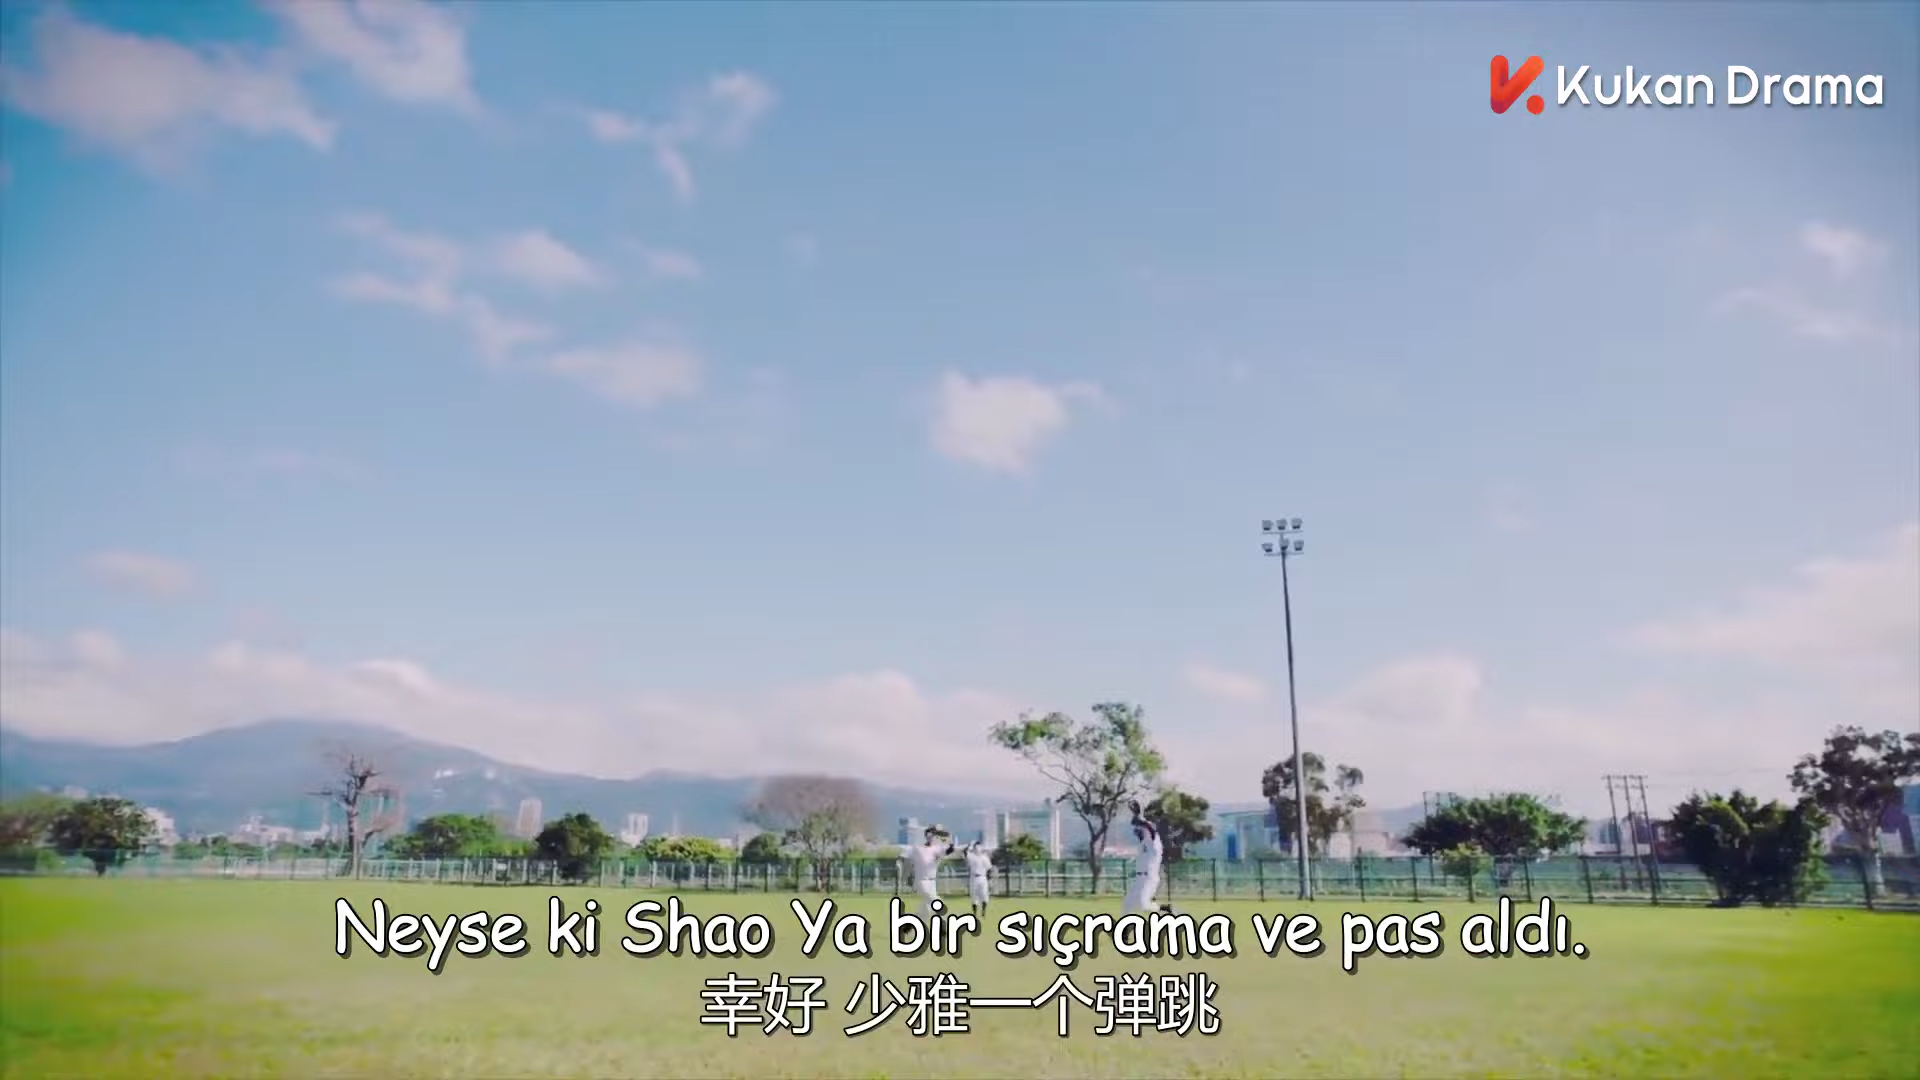 Kukan Drama
Neyse ki Shao Ya bir sıçrama ve pas aldı.
幸好 少雅一个弹跳